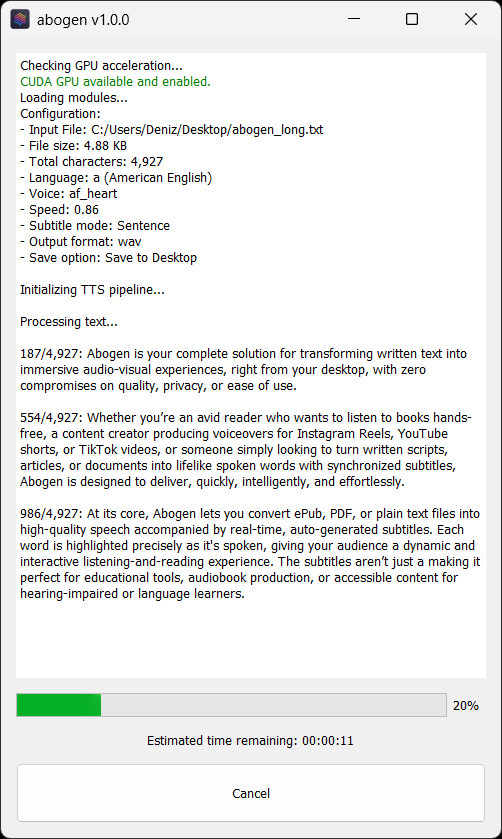 abogen v1.0.0
Checking GPU acceleration...
CUDA GPU available and enabled.
Loading modules...
Configuration:
- Input File: C:/Users/Deniz/Desktop/abogen_long.txt
- File size: 4.88 KB
- Total characters: 4,927
- Language: a (American English)
- Voice: af_heart
- Speed: 0.86
- Subtitle mode: Sentence
- Output format: wav
- Save option: Save to Desktop
Initializing TTS pipeline...
Processing text...
187/4,927: Abogen is your complete solution for transforming written text into
immersive audio-visual experiences, right from your desktop, with zero
compromises on quality, privacy, or ease of use.
554/4,927: Whether you’re an avid reader who wants to listen to books hands-
free, a content creator producing voiceovers for Instagram Reels, YouTube
shorts, or TikTok videos, or someone simply looking to turn written scripts,
articles, or documents into lifelike spoken words with synchronized subtitles,
Abogen is designed to deliver, quickly, intelligently, and effortlessly.
986/4,927: At its core, Abogen lets you convert ePub, PDF, or plain text files into
high-quality speech accompanied by real-time, auto-generated subtitles. Each
word is highlighted precisely as it's spoken, giving your audience a dynamic and
interactive listening-and-reading experience. The subtitles aren’t just a making it
perfect for educational tools, audiobook production, or accessible content for
hearing-impaired or language learners.
20%
Estimated time remaining: 00:00:11
Cancel